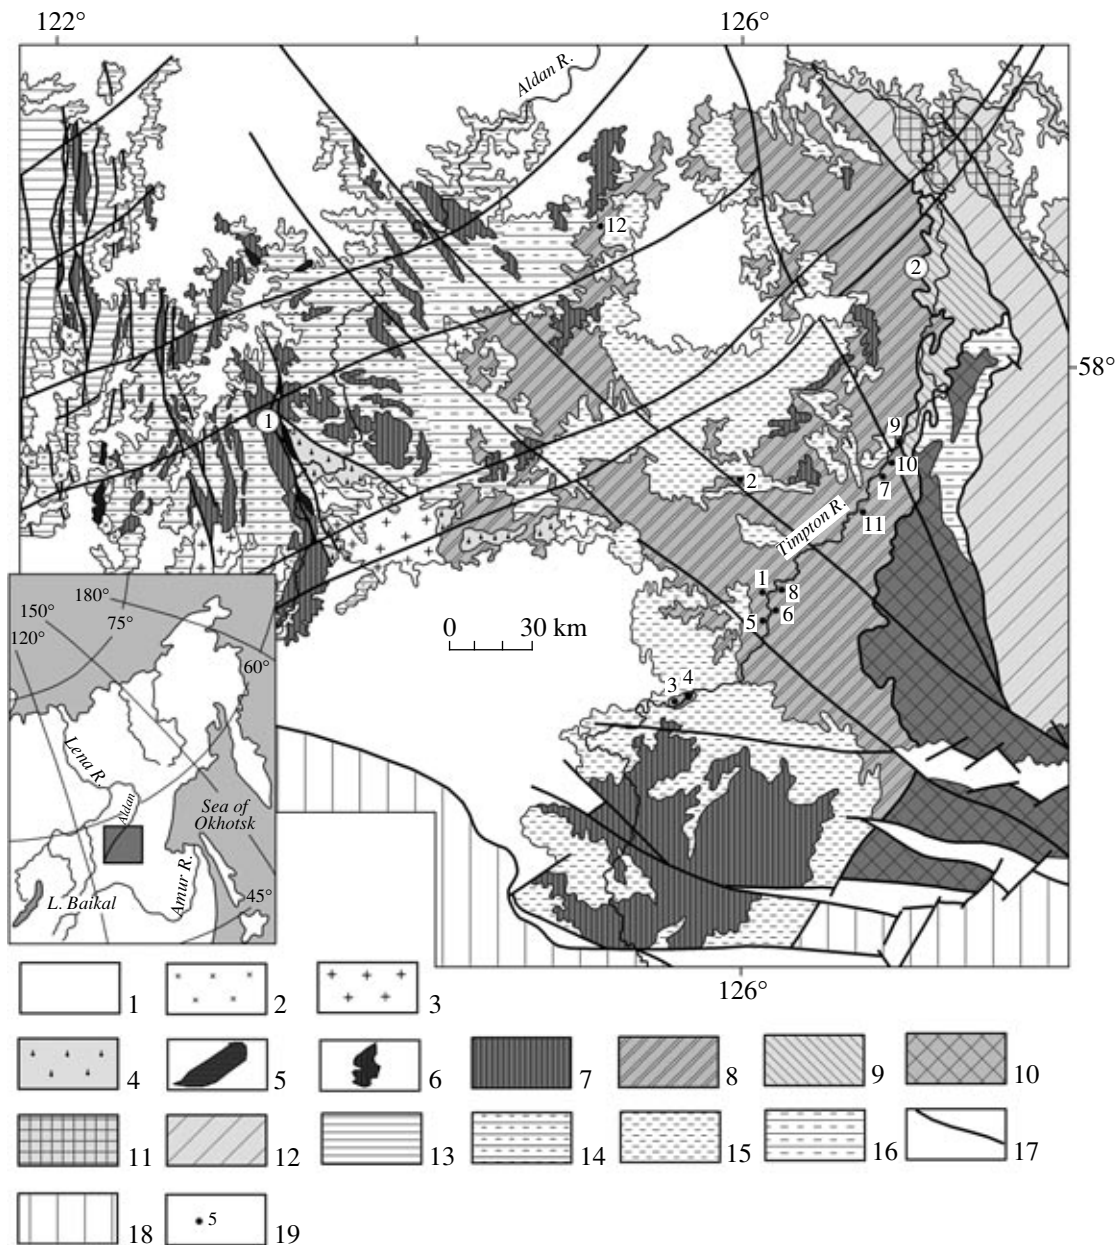 122° 126°
Aldan R.
12
2
58°
1
9
10
2
7
11
Timpton R.
1
8
6
5
0 30 km
4
3
180°
150°
75°
120°
60°
Lena R.
Aldan
Sea of
Okhotsk
Amur R.
L. Baikal
45°
126°
1 2 3
4 5 6 7 8 9 10
11 12 13 14 15 16 17
5
18 19